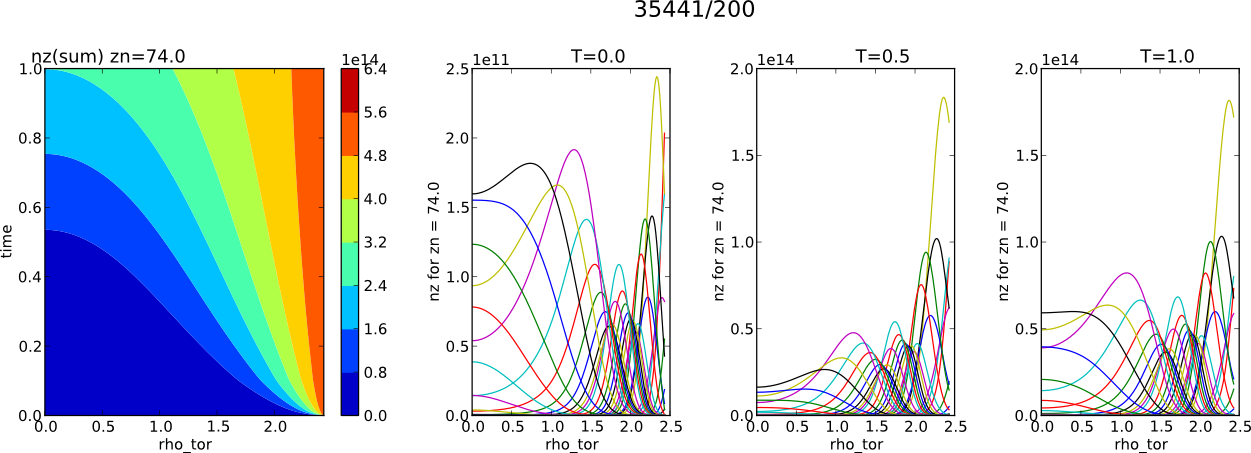 35441/200
nz(sum) zn=74.0
1e14
1.0
0.8
0.6
0.4
0.2
0.0
time
0.0 0.5 1.0 1.5 2.0
rho_tor
6.4
5.6
4.8
4.0
3.2
2.4
1.6
0.8
0.0
1e11
T=0.0
2.5
2.0
1.5
1.0
0.5
0.0
nz for zn = 74.0
0.0 0.5 1.0 1.5 2.0 2.5
rho_tor
1e14
T=0.5
2.0
1.5
1.0
0.5
0.0
nz for zn = 74.0
0.0 0.5 1.0 1.5 2.0 2.5
rho_tor
1e14
T=1.0
2.0
1.5
1.0
0.5
0.0
nz for zn = 74.0
0.0 0.5 1.0 1.5 2.0 2.5
rho_tor